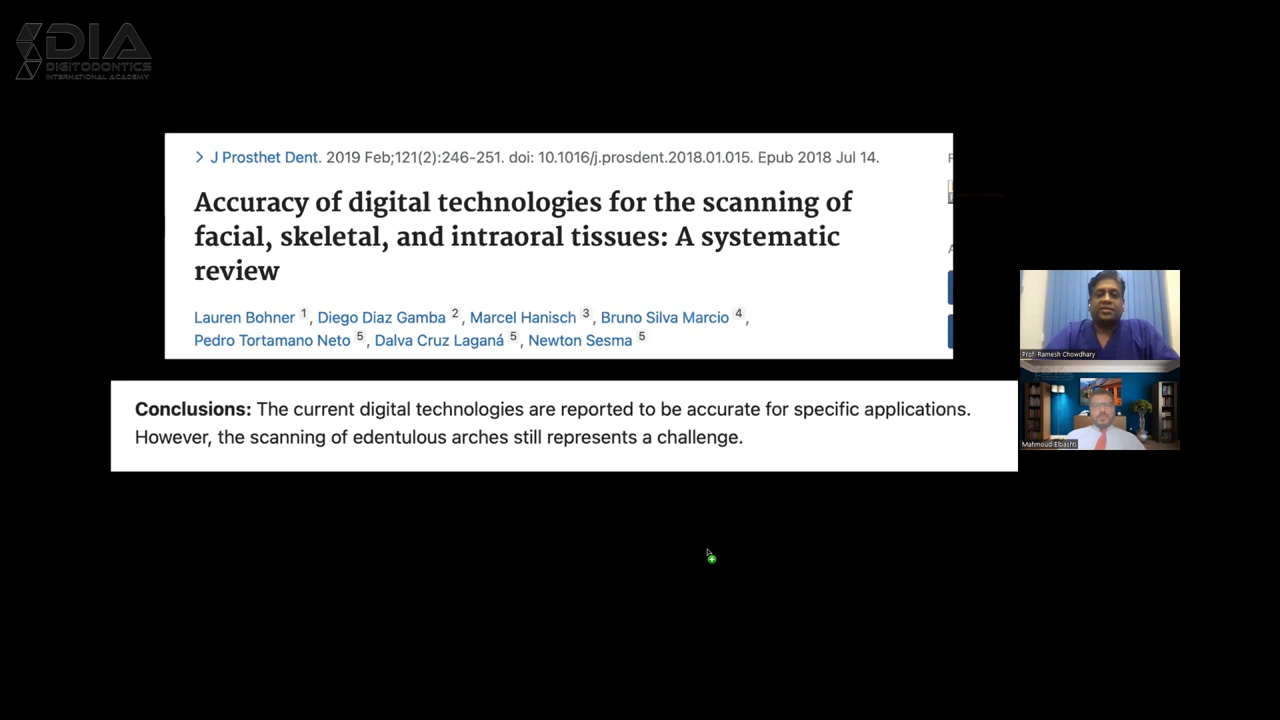 DIA
DIGITODONTICS
INTERNATIONAL ACADEMY
> J Prosthet Dent. 2019 Feb;121(2):246-251. doi: 10.1016/j.prosdent.2018.01.015. Epub 2018 Jul 14.
Accuracy of digital technologies for the scanning of
facial, skeletal, and intraoral tissues: A systematic
review
Lauren Bohner 1, Diego Diaz Gamba 2, Marcel Hanisch 3, Bruno Silva Marcio 4,
Pedro Tortamano Neto 5, Dalva Cruz Laganá 5, Newton Sesma 5
Conclusions: The current digital technologies are reported to be accurate for specific applications.
However, the scanning of edentulous arches still represents a challenge.
Prof. Ramesh Chowdhary
Mahmoud Elbashti